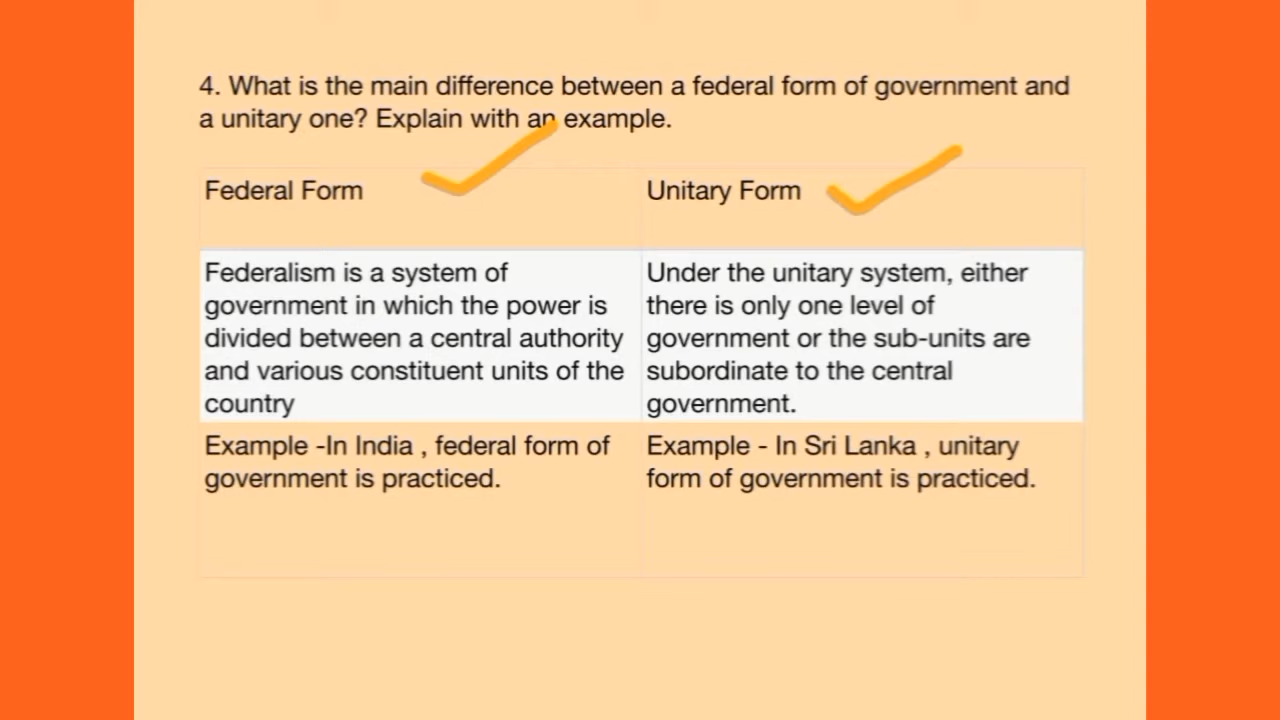 4. What is the main difference between a federal form of government and
a unitary one? Explain with an example.
Federal Form
Unitary Form
Federalism is a system of
government in which the power is
divided between a central authority
and various constituent units of the
country
Under the unitary system, either
there is only one level of
government or the sub-units are
subordinate to the central
government.
Example -In India , federal form of
government is practiced.
Example - In Sri Lanka , unitary
form of government is practiced.